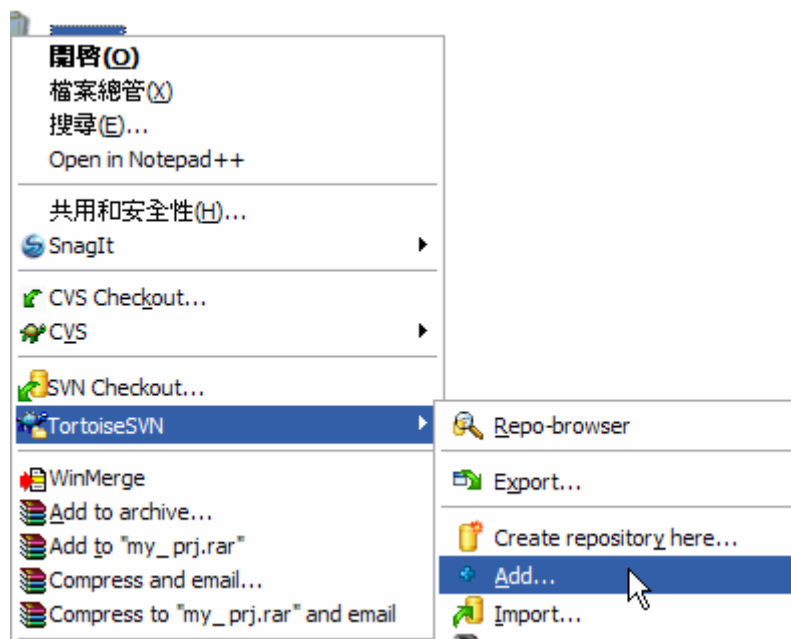 開啓(O)
檔案總管(X)
搜尋(E)...
Open in Notepad++
共用和安全性(H)...
SnagIt
CVS Checkout...
CVS
SVN Checkout...
TortoiseSVN
WinMerge
Add to archive...
Add to "my_prj.rar"
Compress and email...
Compress to "my_prj.rar" and email
Repo-browser
Export...
Create repository here...
Add...
Import...